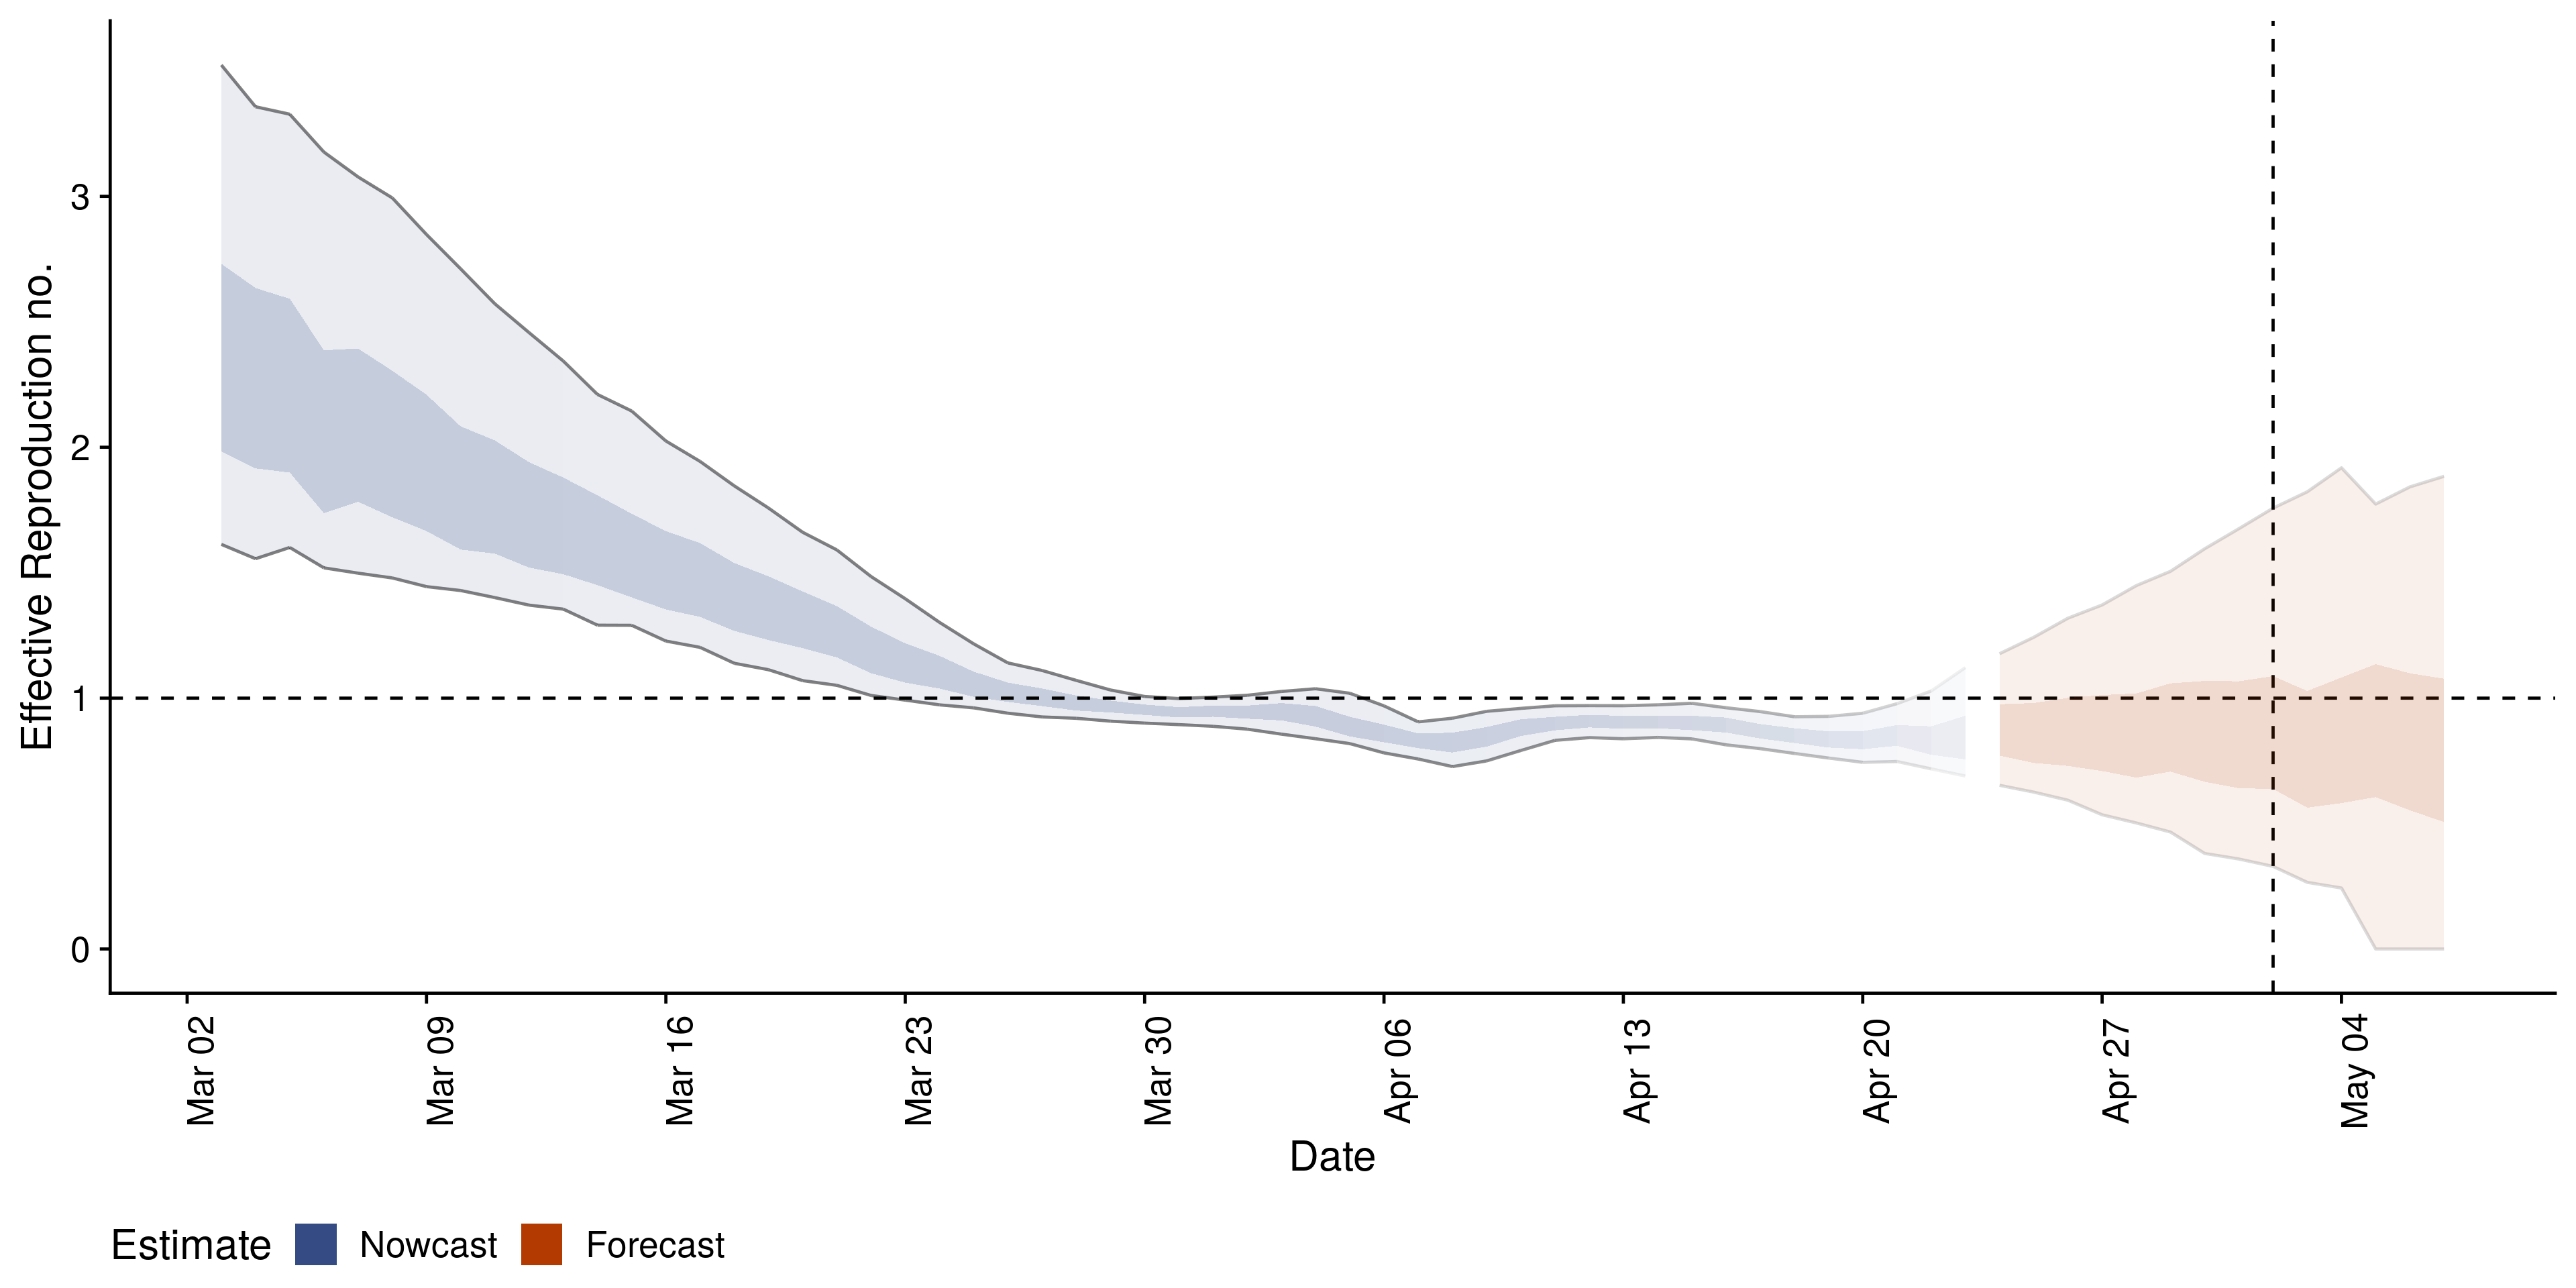 Effective Reproduction no.
3
2
1
0
Mar 02
Mar 09
Mar 16
Mar 23
Mar 30
Apr 06
Apr 13
Apr 20
Apr 27
May 04
Date
Estimate Nowcast Forecast